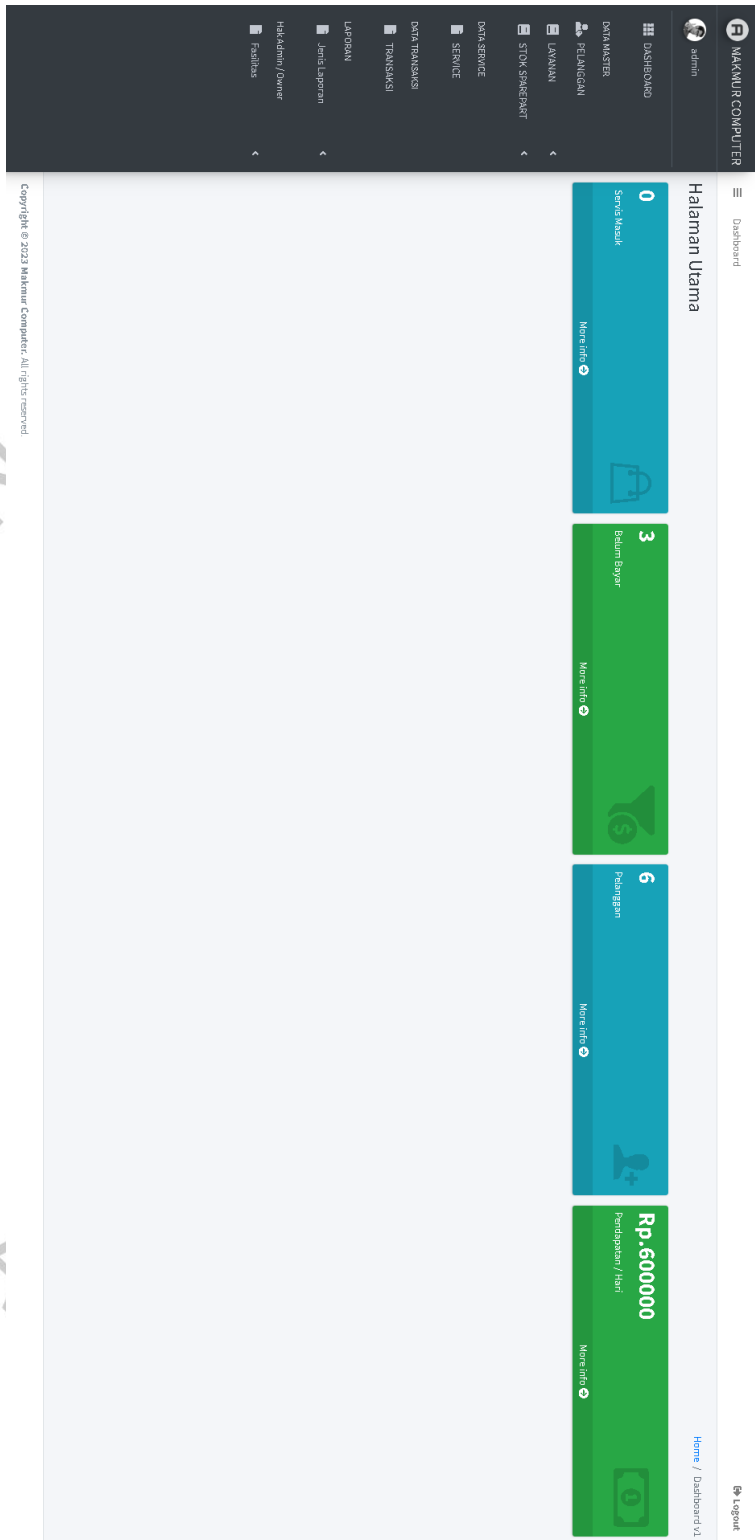 MAKMUR COMPUTER
Dashboard
Logout
admin
DASHBOARD
DATA MASTER
PELANGGAN
LAYANAN
STOK SPAREPART
DATA SERVICE
SERVICE
DATA TRANSAKSI
TRANSAKSI
LAPORAN
Jenis Laporan
Hak Admin / Owner
Fasilitas
Halaman Utama
Home / Dashboard v1
0
Servis Masuk
More info
3
Belum Bayar
More info
6
Pelanggan
More info
Rp.600000
Pendapatan / Hari
More info
Copyright © 2023 Makmur Computer. All rights reserved.